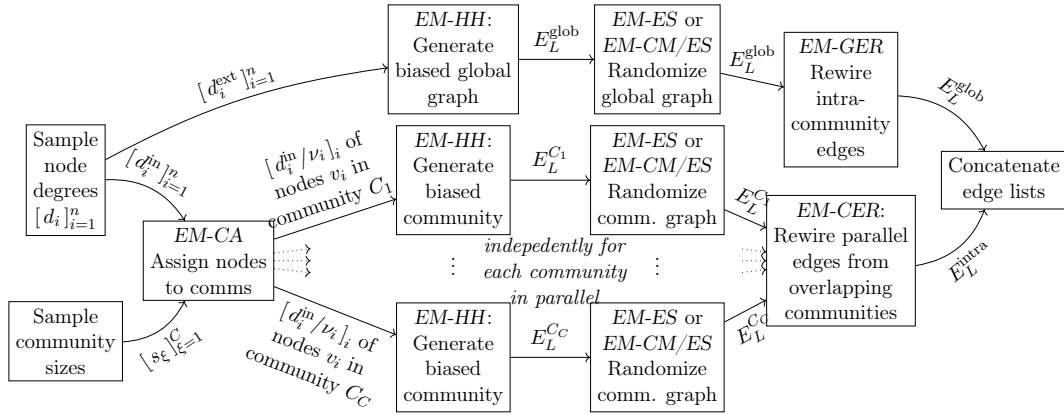 Sample
node
degrees
[ d_i ]_{i=1}^n
Sample
community
sizes
[ d_i^{ext} ]_{i=1}^n
[ d_i^{in} ]_{i=1}^n
[ s_ξ ]_{ξ=1}^C
EM-CA
Assign nodes
to comms
EM-HH:
Generate
biased global
graph
E_L^{glob}
EM-ES or
EM-CM/ES
Randomize
global graph
E_L^{glob}
EM-GER
Rewire
intra-
community
edges
E_L^{glob}
[ d_i^{in}/ν_i ]_i of
nodes v_i in
community C_1
EM-HH:
Generate
biased
community
E_L^{C_1}
EM-ES or
EM-CM/ES
Randomize
comm. graph
E_L^{C_1}
⋮
indepedently for
each community
in parallel
⋮
[ d_i^{in}/ν_i ]_i of
nodes v_i in
community C_C
EM-HH:
Generate
biased
community
E_L^{C_C}
EM-ES or
EM-CM/ES
Randomize
comm. graph
E_L^{C_C}
EM-CER:
Rewire parallel
edges from
overlapping
communities
E_L^{intra}
Concatenate
edge lists